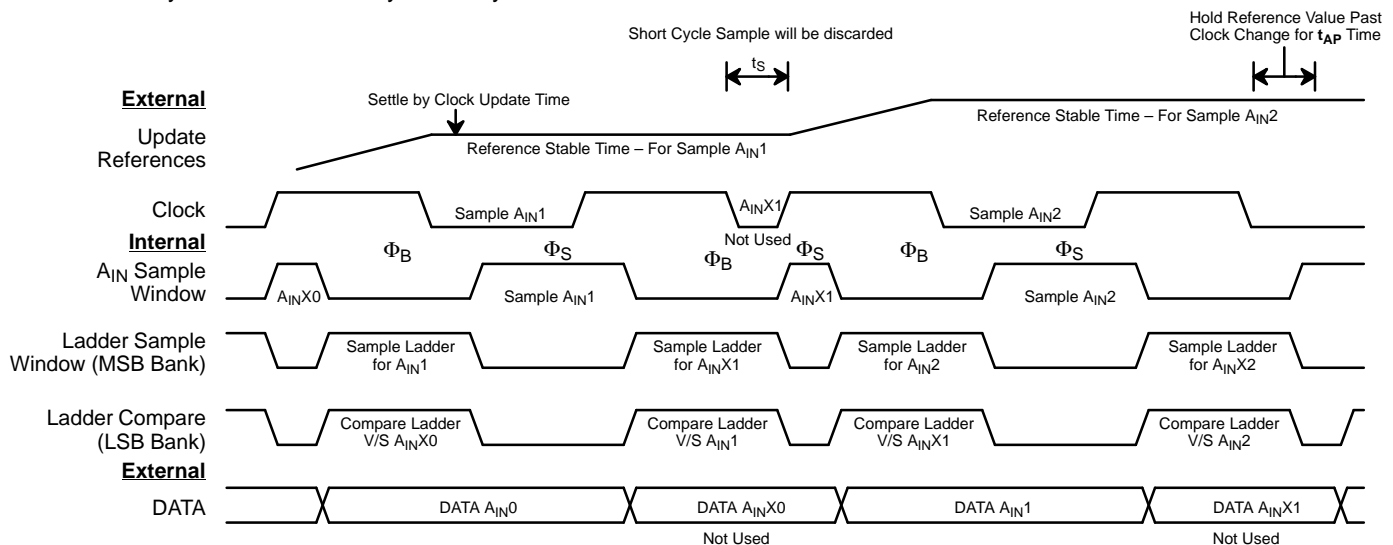 Hold Reference Value Past
Clock Change for tAP Time
Short Cycle Sample will be discarded
tS
External
Settle by Clock Update Time
Update
References
Reference Stable Time – For Sample AIN1
Reference Stable Time – For Sample AIN2
Clock
Sample AIN1
AINX1
Sample AIN2
Not Used
Internal
ΦB
ΦS
ΦB
ΦS
ΦB
ΦS
AIN Sample
Window
AINX0
Sample AIN1
AINX1
Sample AIN2
Ladder Sample
Window (MSB Bank)
Sample Ladder
for AIN1
Sample Ladder
for AINX1
Sample Ladder
for AIN2
Sample Ladder
for AINX2
Ladder Compare
(LSB Bank)
Compare Ladder
V/S AINX0
Compare Ladder
V/S AIN1
Compare Ladder
V/S AINX1
Compare Ladder
V/S AIN2
External
DATA
DATA AIN0
DATA AINX0
DATA AIN1
DATA AINX1
Not Used
Not Used